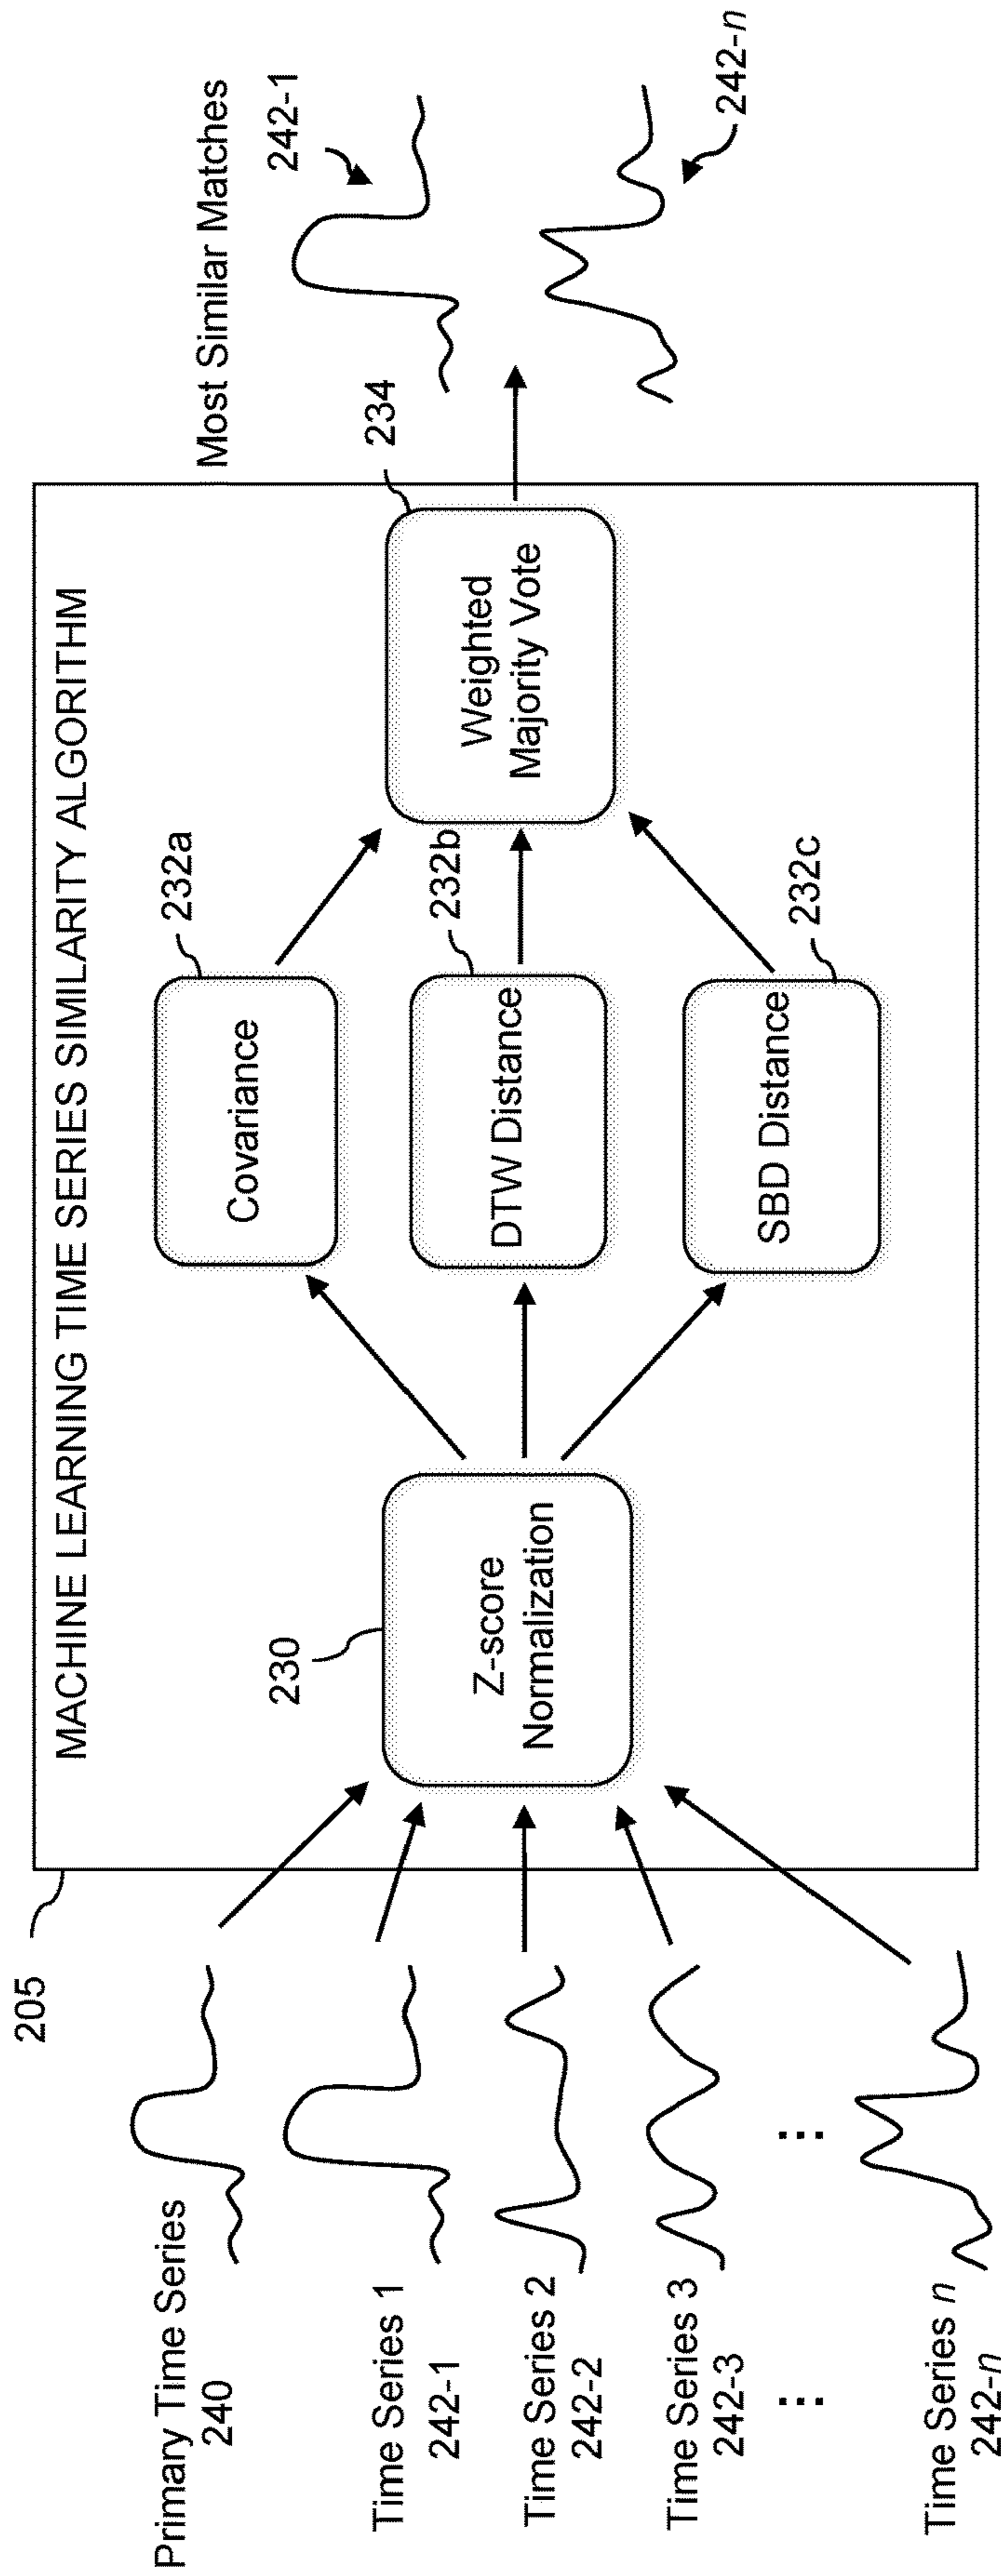 205
MACHINE LEARNING TIME SERIES SIMILARITY ALGORITHM
Primary Time Series
240
Time Series 1
242-1
Time Series 2
242-2
Time Series 3
242-3
⋮
⋮
Time Series n
242-n
230
Z-score
Normalization
232a
Covariance
232b
DTW Distance
232c
SBD Distance
234
Weighted
Majority Vote
Most Similar Matches
242-1
242-n